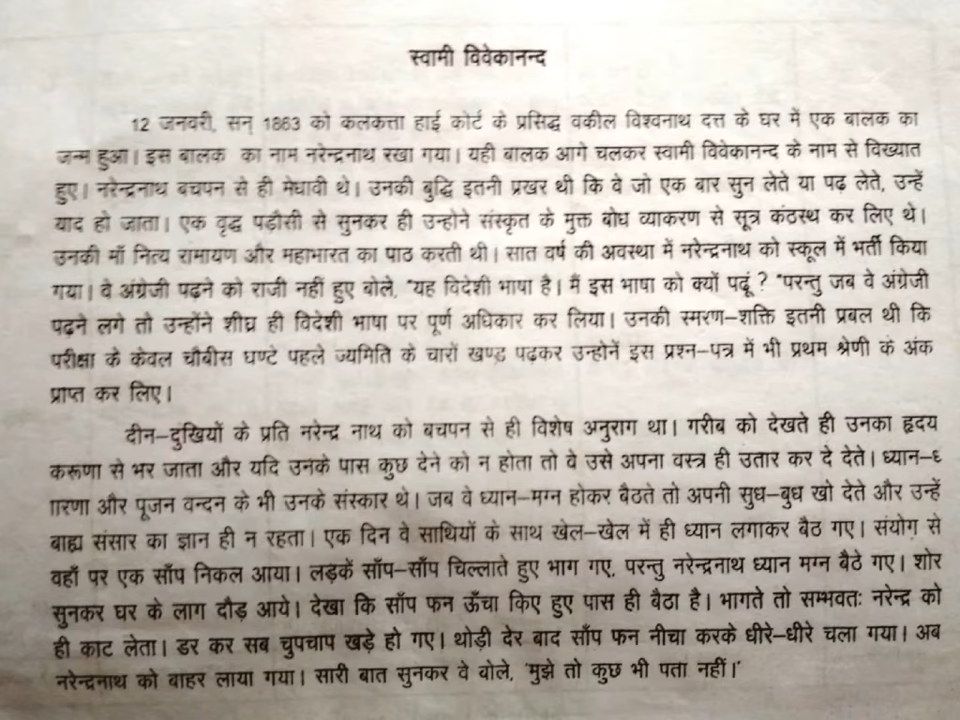 स्वामी विवेकानन्द
12 जनवरी, सन् 1863 को कलकत्ता हाई कोर्ट के प्रसिद्ध वकील विश्वनाथ दत्त के घर में एक बालक का
जन्म हुआ। इस बालक का नाम नरेन्द्रनाथ रखा गया। यही बालक आगे चलकर स्वामी विवेकानन्द के नाम से विख्यात
हुए। नरेन्द्रनाथ बचपन से ही मेधावी थे। उनकी बुद्धि इतनी प्रखर थी कि वे जो एक बार सुन लेते या पढ़ लेते, उन्हें
याद हो जाता। एक वृद्ध पड़ौसी से सुनकर ही उन्होने संस्कृत के मुक्त बोध व्याकरण से सूत्र कंठस्थ कर लिए थे।
उनकी माँ नित्य रामायण और महाभारत का पाठ करती थी। सात वर्ष की अवस्था में नरेन्द्रनाथ को स्कूल में भर्ती किया
गया। वे अंग्रेजी पढ़ने को राजी नहीं हुए बोले, "यह विदेशी भाषा है। मैं इस भाषा को क्यों पढूं ? "परन्तु जब वे अंग्रेजी
पढ़ने लगे तो उन्होंने शीघ्र ही विदेशी भाषा पर पूर्ण अधिकार कर लिया। उनकी स्मरण–शक्ति इतनी प्रबल थी कि
परीक्षा के केवल चौबीस घण्टे पहले ज्यमिति के चारों खण्ड पढ़कर उन्होनें इस प्रश्न–पत्र में भी प्रथम श्रेणी के अंक
प्राप्त कर लिए।
दीन–दुखियों के प्रति नरेन्द्र नाथ को बचपन से ही विशेष अनुराग था। गरीब को देखते ही उनका हृदय
करूणा से भर जाता और यदि उनके पास कुछ देने को न होता तो वे उसे अपना वस्त्र ही उतार कर दे देते। ध्यान–ध
ारणा और पूजन वन्दन के भी उनके संस्कार थे। जब वे ध्यान–मग्न होकर बैठते तो अपनी सुध–बुध खो देते और उन्हें
बाह्य संसार का ज्ञान ही न रहता। एक दिन वे साथियों के साथ खेल–खेल में ही ध्यान लगाकर बैठ गए। संयोग से
वहाँ पर एक साँप निकल आया। लड़कें साँप–साँप चिल्लाते हुए भाग गए, परन्तु नरेन्द्रनाथ ध्यान मग्न बैठे गए। शोर
सुनकर घर के लाग दौड़ आये। देखा कि साँप फन ऊँचा किए हुए पास ही बैठा है। भागते तो सम्भवतः नरेन्द्र को
ही काट लेता। डर कर सब चुपचाप खड़े हो गए। थोड़ी देर बाद साँप फन नीचा करके धीरे–धीरे चला गया। अब
नरेन्द्रनाथ को बाहर लाया गया। सारी बात सुनकर वे बोले, 'मुझे तो कुछ भी पता नहीं।'